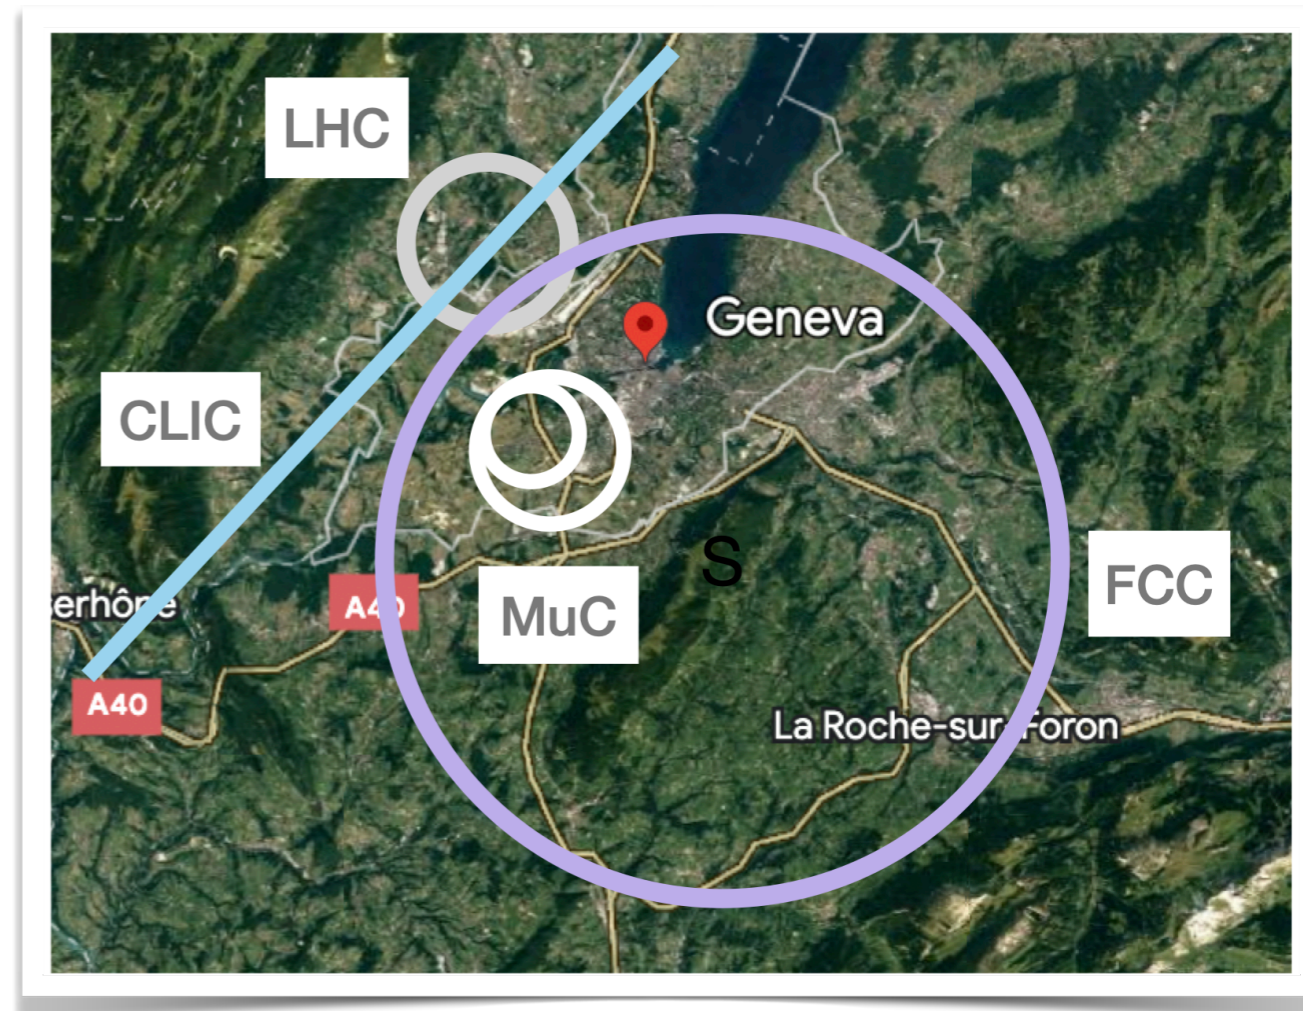 LHC
Geneva
CLIC
S
FCC
erhône
A40
MuC
A40
La Roche-sur-Foron